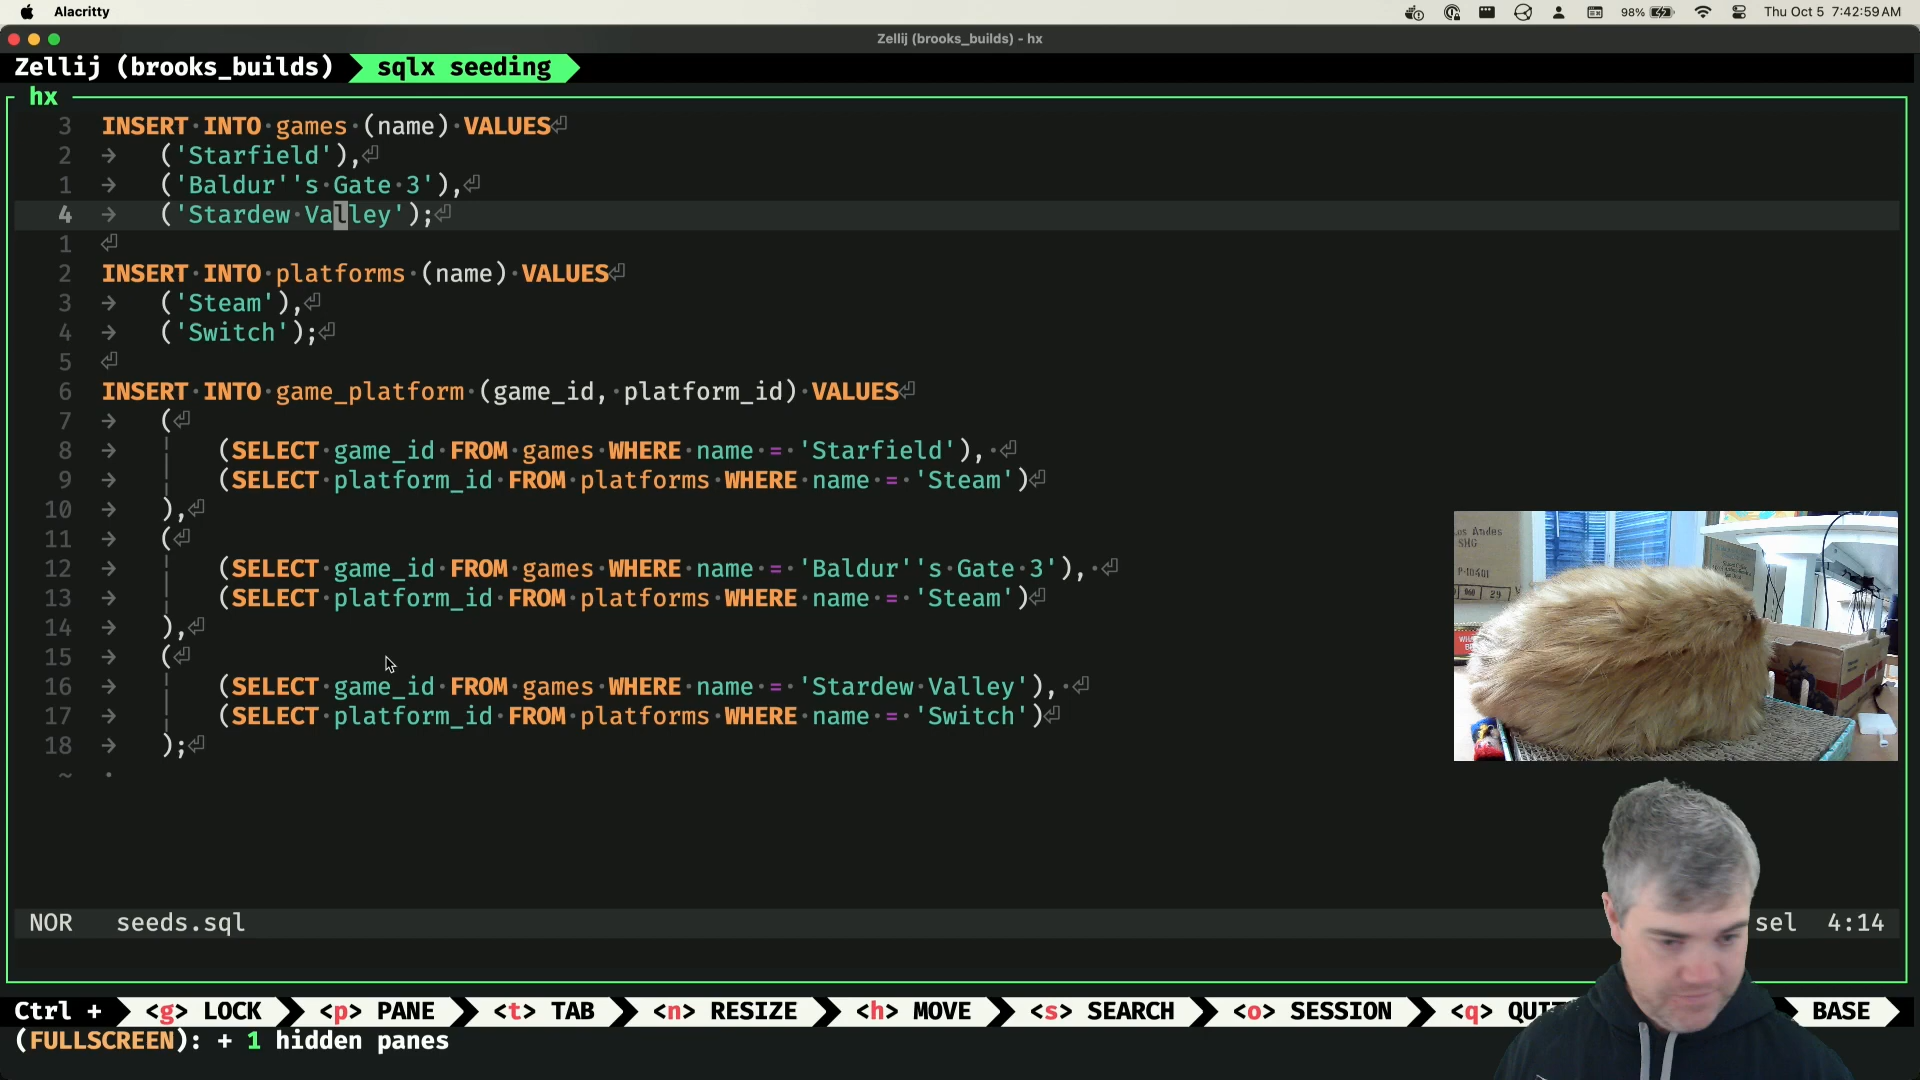 Alacritty
98%
Thu Oct 5 7:42:59 AM
Zellij (brooks_builds) - hx
Zellij (brooks_builds) sqlx seeding
hx
3 INSERT INTO games (name) VALUES
2 ('Starfield'),
1 ('Baldur''s Gate 3'),
4 ('Stardew Valley');
1
2 INSERT INTO platforms (name) VALUES
3 ('Steam'),
4 ('Switch');
5
6 INSERT INTO game_platform (game_id, platform_id) VALUES
7 (
8 (SELECT game_id FROM games WHERE name = 'Starfield'),
9 (SELECT platform_id FROM platforms WHERE name = 'Steam')
10 ),
11 (
12 (SELECT game_id FROM games WHERE name = 'Baldur''s Gate 3'),
13 (SELECT platform_id FROM platforms WHERE name = 'Steam')
14 ),
15 (
16 (SELECT game_id FROM games WHERE name = 'Stardew Valley'),
17 (SELECT platform_id FROM platforms WHERE name = 'Switch')
18 );
~
Los Andes
SHG
P-10401
29
NOR seeds.sql sel 4:14
Ctrl + <g> LOCK <p> PANE <t> TAB <n> RESIZE <h> MOVE <s> SEARCH <o> SESSION <q> QUIT BASE
(FULLSCREEN): + 1 hidden panes